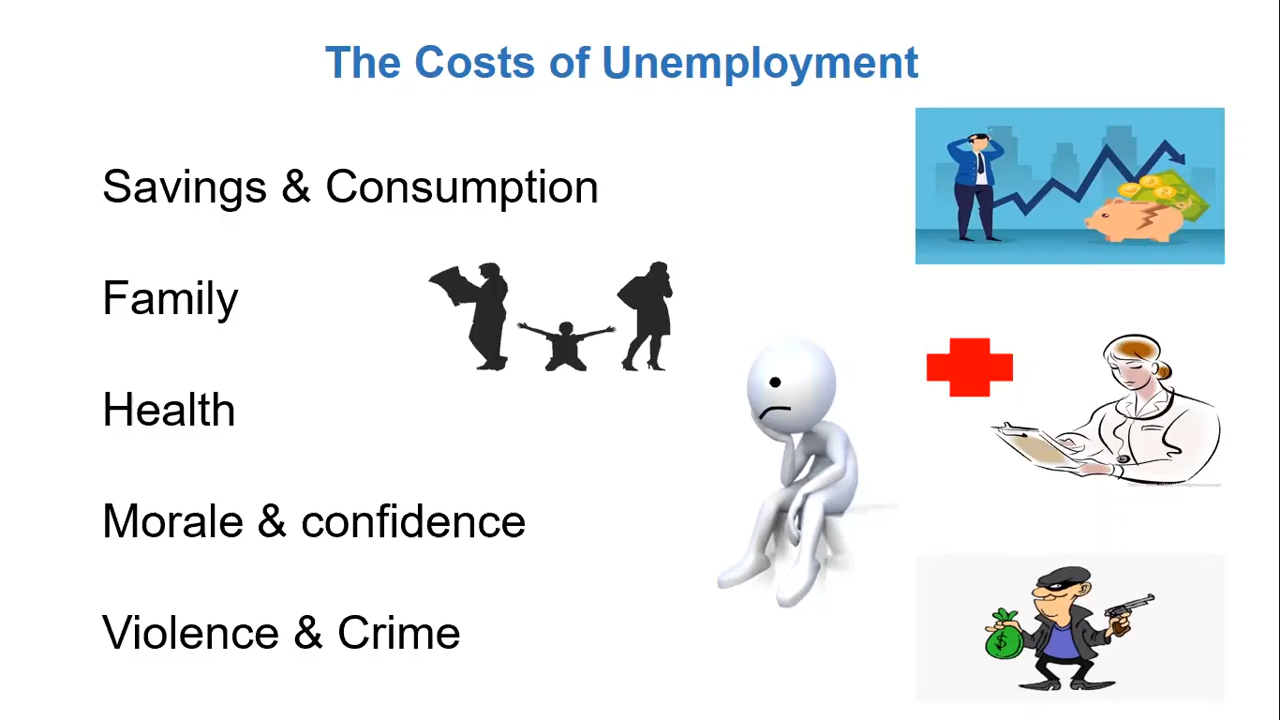 The Costs of Unemployment
Savings & Consumption
Family
Health
Morale & confidence
Violence & Crime
$